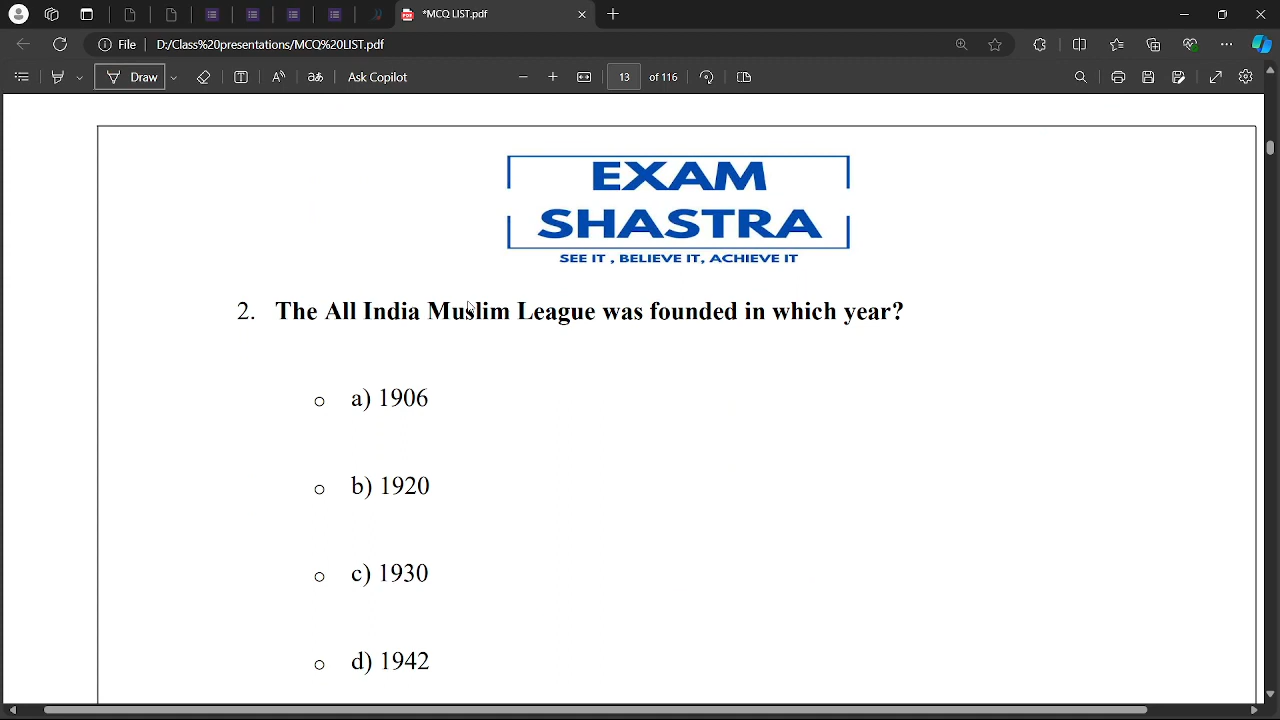 *MCQ LIST.pdf
File D:/Class%20presentations/MCQ%20LIST.pdf
Draw Ask Copilot 13 of 116
EXAM
SHASTRA
SEE IT , BELIEVE IT, ACHIEVE IT
2. The All India Muslim League was founded in which year?
a) 1906
b) 1920
c) 1930
d) 1942